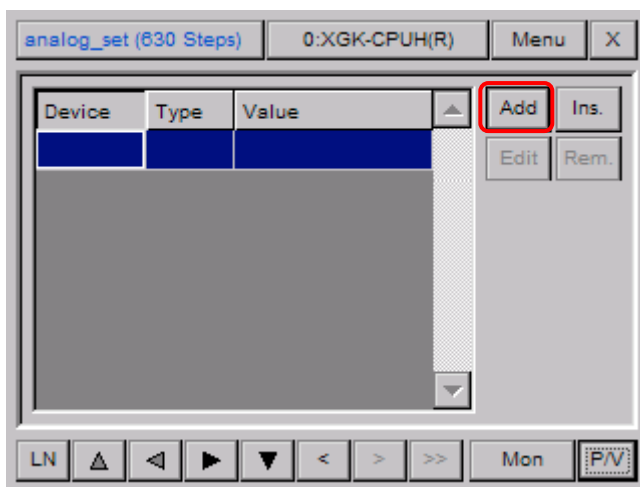 analog_set (630 Steps) 0:XGK-CPUH(R) Menu X
Device Type Value Add Ins.
Edit Rem.
LN < > >> Mon P/V